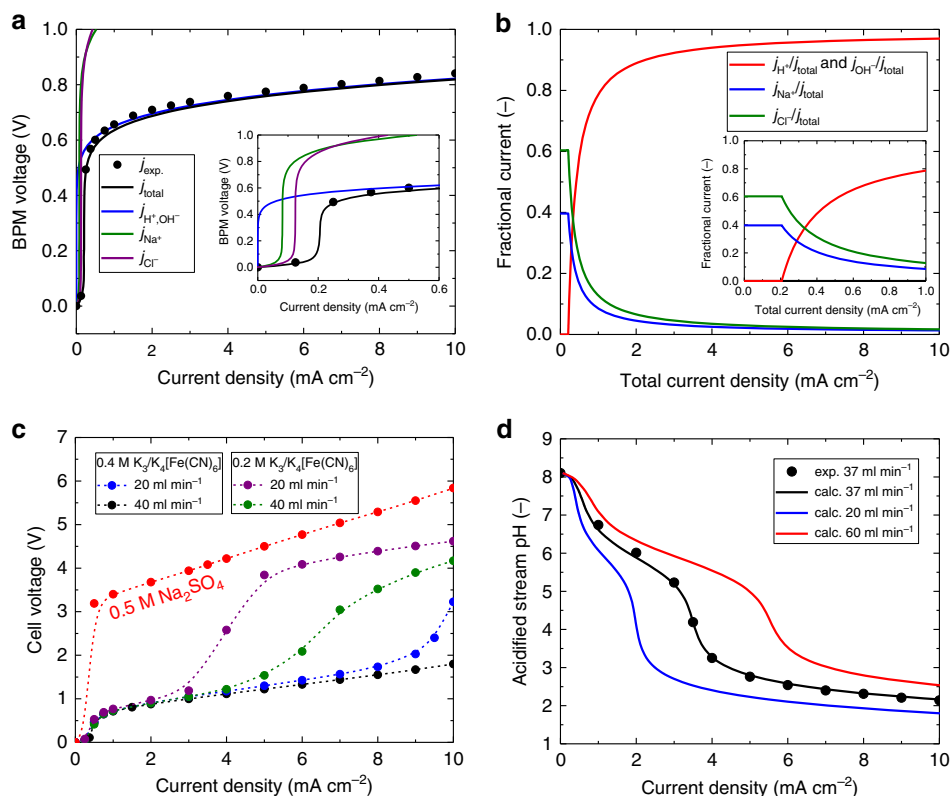 a
1.0
0.8
0.6
0.4
0.2
0.0
BPM voltage (V)
0 2 4 6 8 10
Current density (mA cm⁻²)
j_exp.
j_total
j_H⁺,OH⁻
j_Na⁺
j_Cl⁻
1.0
0.8
0.6
0.4
0.2
0.0
BPM voltage (V)
0.0 0.2 0.4 0.6
Current density (mA cm⁻²)
b
1.0
0.8
0.6
0.4
0.2
0.0
Fractional current (–)
0 2 4 6 8 10
Total current density (mA cm⁻²)
j_H⁺/j_total and j_OH⁻/j_total
j_Na⁺/j_total
j_Cl⁻/j_total
1.0
0.8
0.6
0.4
0.2
0.0
Fractional current (–)
0.0 0.2 0.4 0.6 0.8 1.0
Total current density (mA cm⁻²)
c
7
6
5
4
3
2
1
0
Cell voltage (V)
0 2 4 6 8 10
Current density (mA cm⁻²)
0.4 M K₃/K₄[Fe(CN)₆]
20 ml min⁻¹
40 ml min⁻¹
0.2 M K₃/K₄[Fe(CN)₆]
20 ml min⁻¹
40 ml min⁻¹
0.5 M Na₂SO₄
d
9
8
7
6
5
4
3
2
1
Acidified stream pH (–)
0 2 4 6 8 10
Current density (mA cm⁻²)
exp. 37 ml min⁻¹
calc. 37 ml min⁻¹
calc. 20 ml min⁻¹
calc. 60 ml min⁻¹